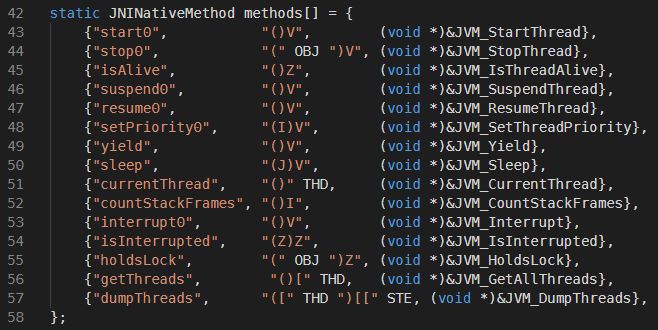 42 static JNINativeMethod methods[] = {
43     {"start0",           "()V",        (void *)&JVM_StartThread},
44     {"stop0",            "(" OBJ ")V", (void *)&JVM_StopThread},
45     {"isAlive",          "()Z",        (void *)&JVM_IsThreadAlive},
46     {"suspend0",         "()V",        (void *)&JVM_SuspendThread},
47     {"resume0",          "()V",        (void *)&JVM_ResumeThread},
48     {"setPriority0",     "(I)V",       (void *)&JVM_SetThreadPriority},
49     {"yield",            "()V",        (void *)&JVM_Yield},
50     {"sleep",            "(J)V",       (void *)&JVM_Sleep},
51     {"currentThread",    "()" THD,     (void *)&JVM_CurrentThread},
52     {"countStackFrames", "()I",        (void *)&JVM_CountStackFrames},
53     {"interrupt0",       "()V",        (void *)&JVM_Interrupt},
54     {"isInterrupted",    "(Z)Z",       (void *)&JVM_IsInterrupted},
55     {"holdsLock",        "(" OBJ ")Z", (void *)&JVM_HoldsLock},
56     {"getThreads",        "()[" THD,   (void *)&JVM_GetAllThreads},
57     {"dumpThreads",      "([" THD ")[[" STE, (void *)&JVM_DumpThreads},
58 };